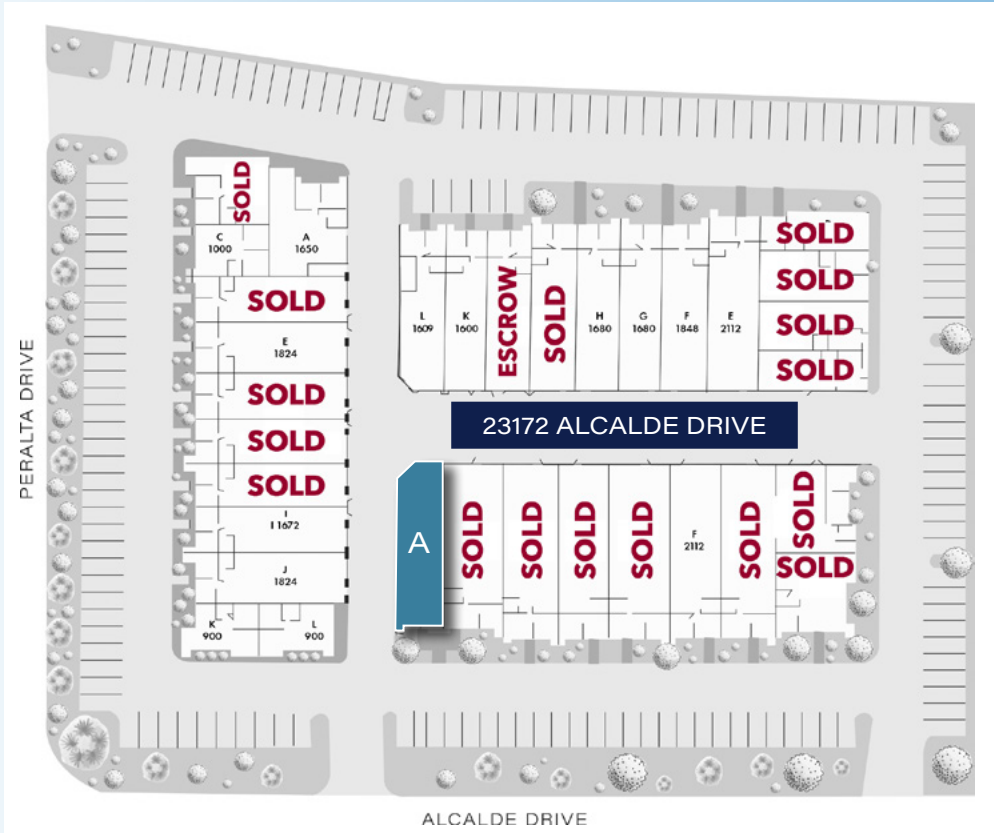 SOLD
C
1000
A
1650
SOLD
E
1824
SOLD
SOLD
SOLD
I
I 1672
J
1824
K
900
L
900
L
1609
K
1600
ESCROW
SOLD
H
1680
G
1680
F
1848
E
2112
SOLD
SOLD
SOLD
SOLD
23172 ALCALDE DRIVE
A
SOLD
SOLD
SOLD
SOLD
F
2112
SOLD
SOLD
SOLD
PERALTA DRIVE
ALCALDE DRIVE